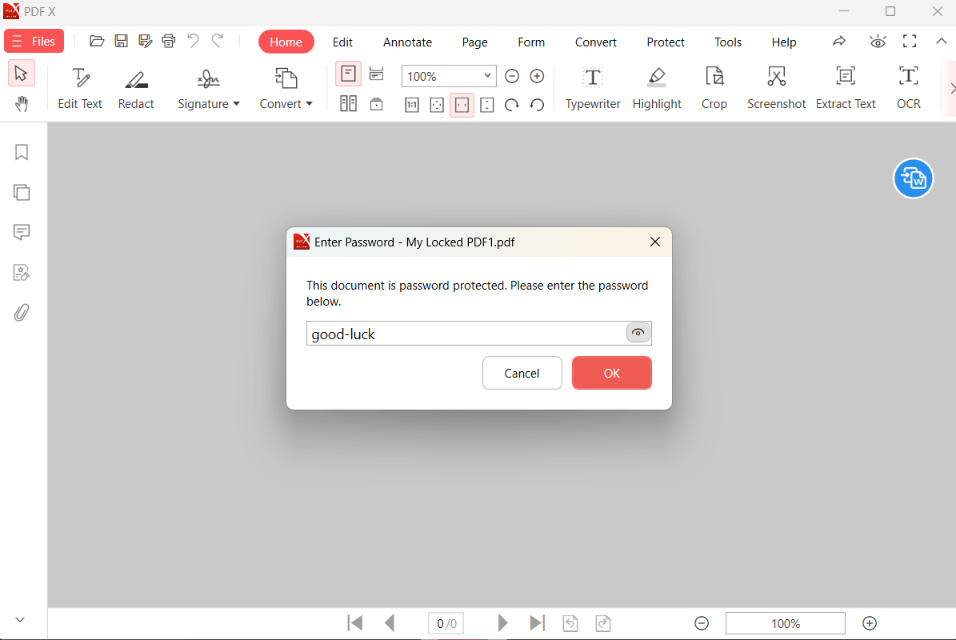 PDF X
Files
Home Edit Annotate Page Form Convert Protect Tools Help
100%
1:1
Edit Text Redact Signature Convert Typewriter Highlight Crop Screenshot Extract Text OCR
Enter Password - My Locked PDF1.pdf
This document is password protected. Please enter the password
below.
good-luck
Cancel OK
0 /0 100%